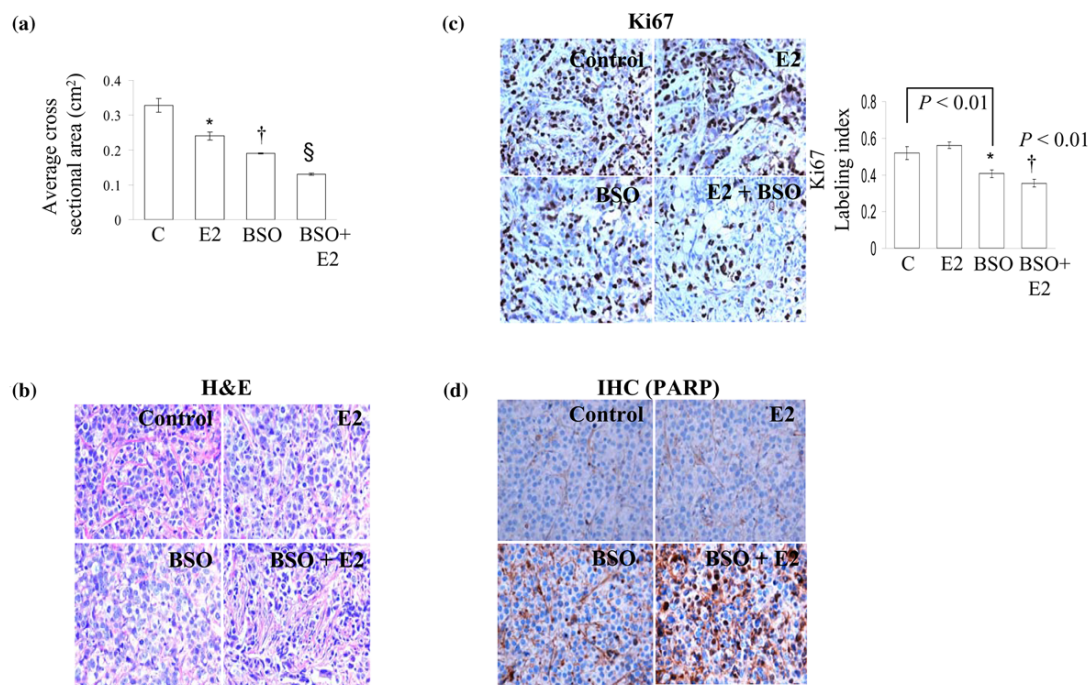 (a)
Average cross
sectional area (cm²)
0.4
0.3
0.2
0.1
0
*
†
§
C
E2
BSO
BSO+
E2
(c)
Ki67
Control
E2
BSO
E2 + BSO
Ki67
Labeling index
0.8
0.6
0.4
0.2
0
P < 0.01
P < 0.01
*
†
C
E2
BSO
BSO+
E2
(b)
H&E
Control
E2
BSO
BSO + E2
(d)
IHC (PARP)
Control
E2
BSO
BSO + E2